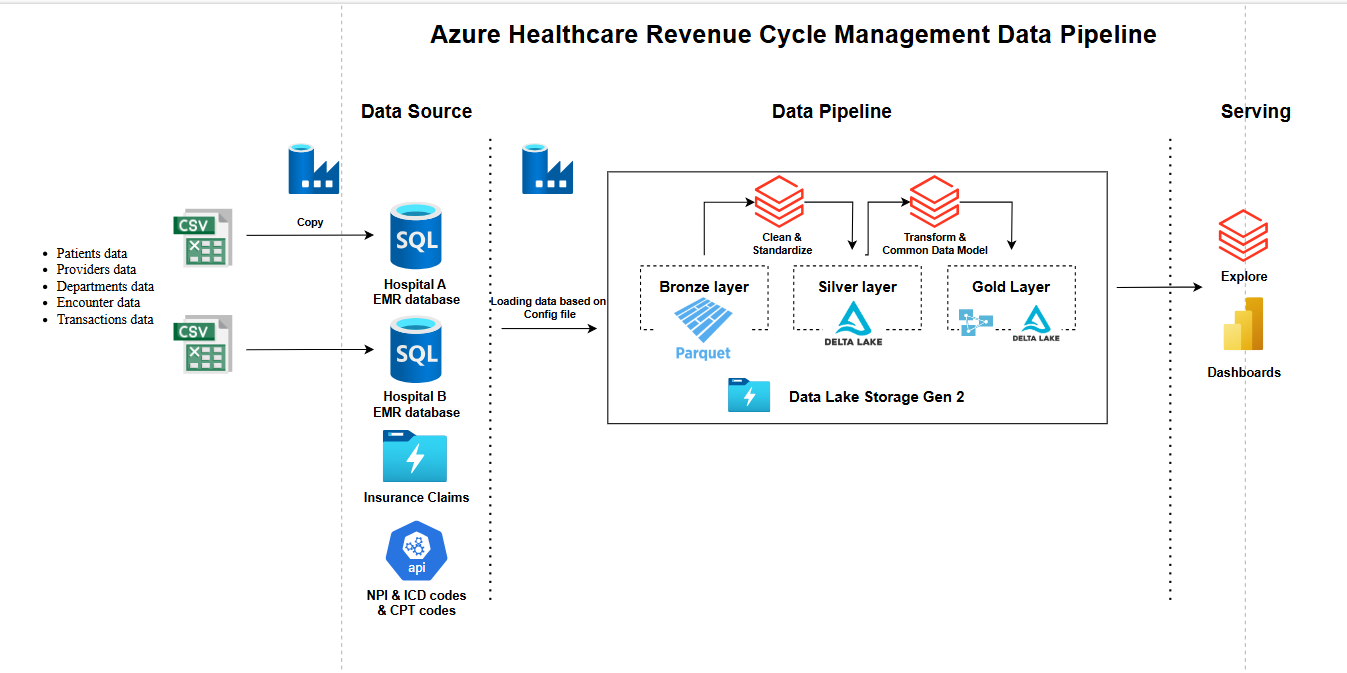 Azure Healthcare Revenue Cycle Management Data Pipeline
Data Source
Data Pipeline
Serving
CSV
Copy
SQL
Patients data
Providers data
Departments data
Encounter data
Transactions data
Hospital A
EMR database
CSV
SQL
Hospital B
EMR database
Insurance Claims
api
NPI & ICD codes
& CPT codes
Loading data based on
Config file
Clean &
Standardize
Transform &
Common Data Model
Bronze layer
Parquet
Silver layer
DELTA LAKE
Gold Layer
DELTA LAKE
Data Lake Storage Gen 2
Explore
Dashboards